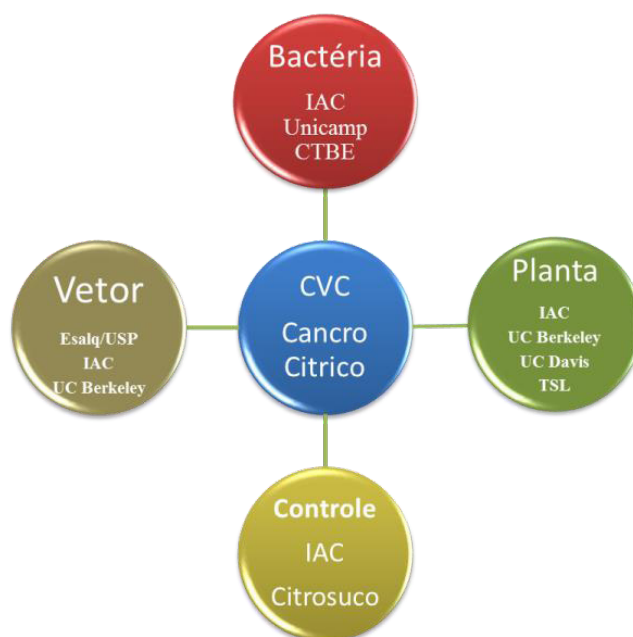 Bactéria
IAC
Unicamp
CTBE
Vetor
Esalq/USP
IAC
UC Berkeley
CVC
Cancro
Citrico
Planta
IAC
UC Berkeley
UC Davis
TSL
Controle
IAC
Citrosuco